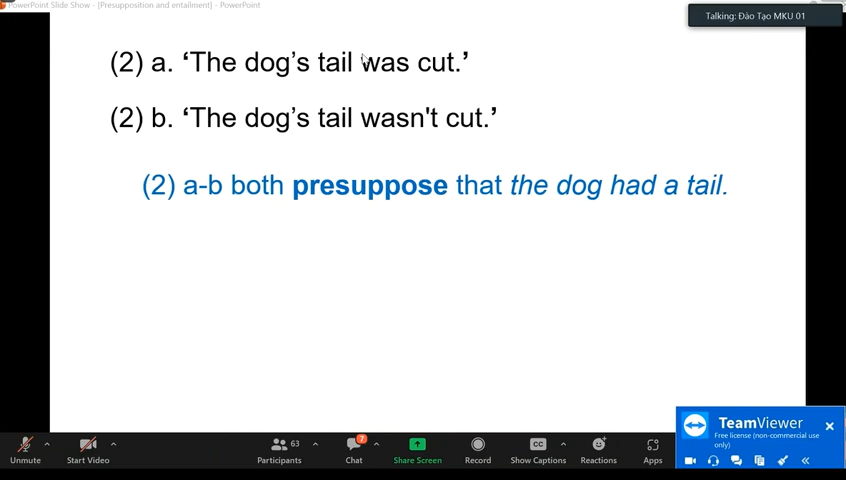 PowerPoint Slide Show - [Presupposition and entailment] - PowerPoint
Talking: Đào Tạo MKU 01
(2) a. ‘The dog’s tail was cut.’
(2) b. ‘The dog’s tail wasn't cut.’
(2) a-b both presuppose that the dog had a tail.
TeamViewer
Free license (non-commercial use
only)
63
7
CC
Unmute
Start Video
Participants
Chat
Share Screen
Record
Show Captions
Reactions
Apps